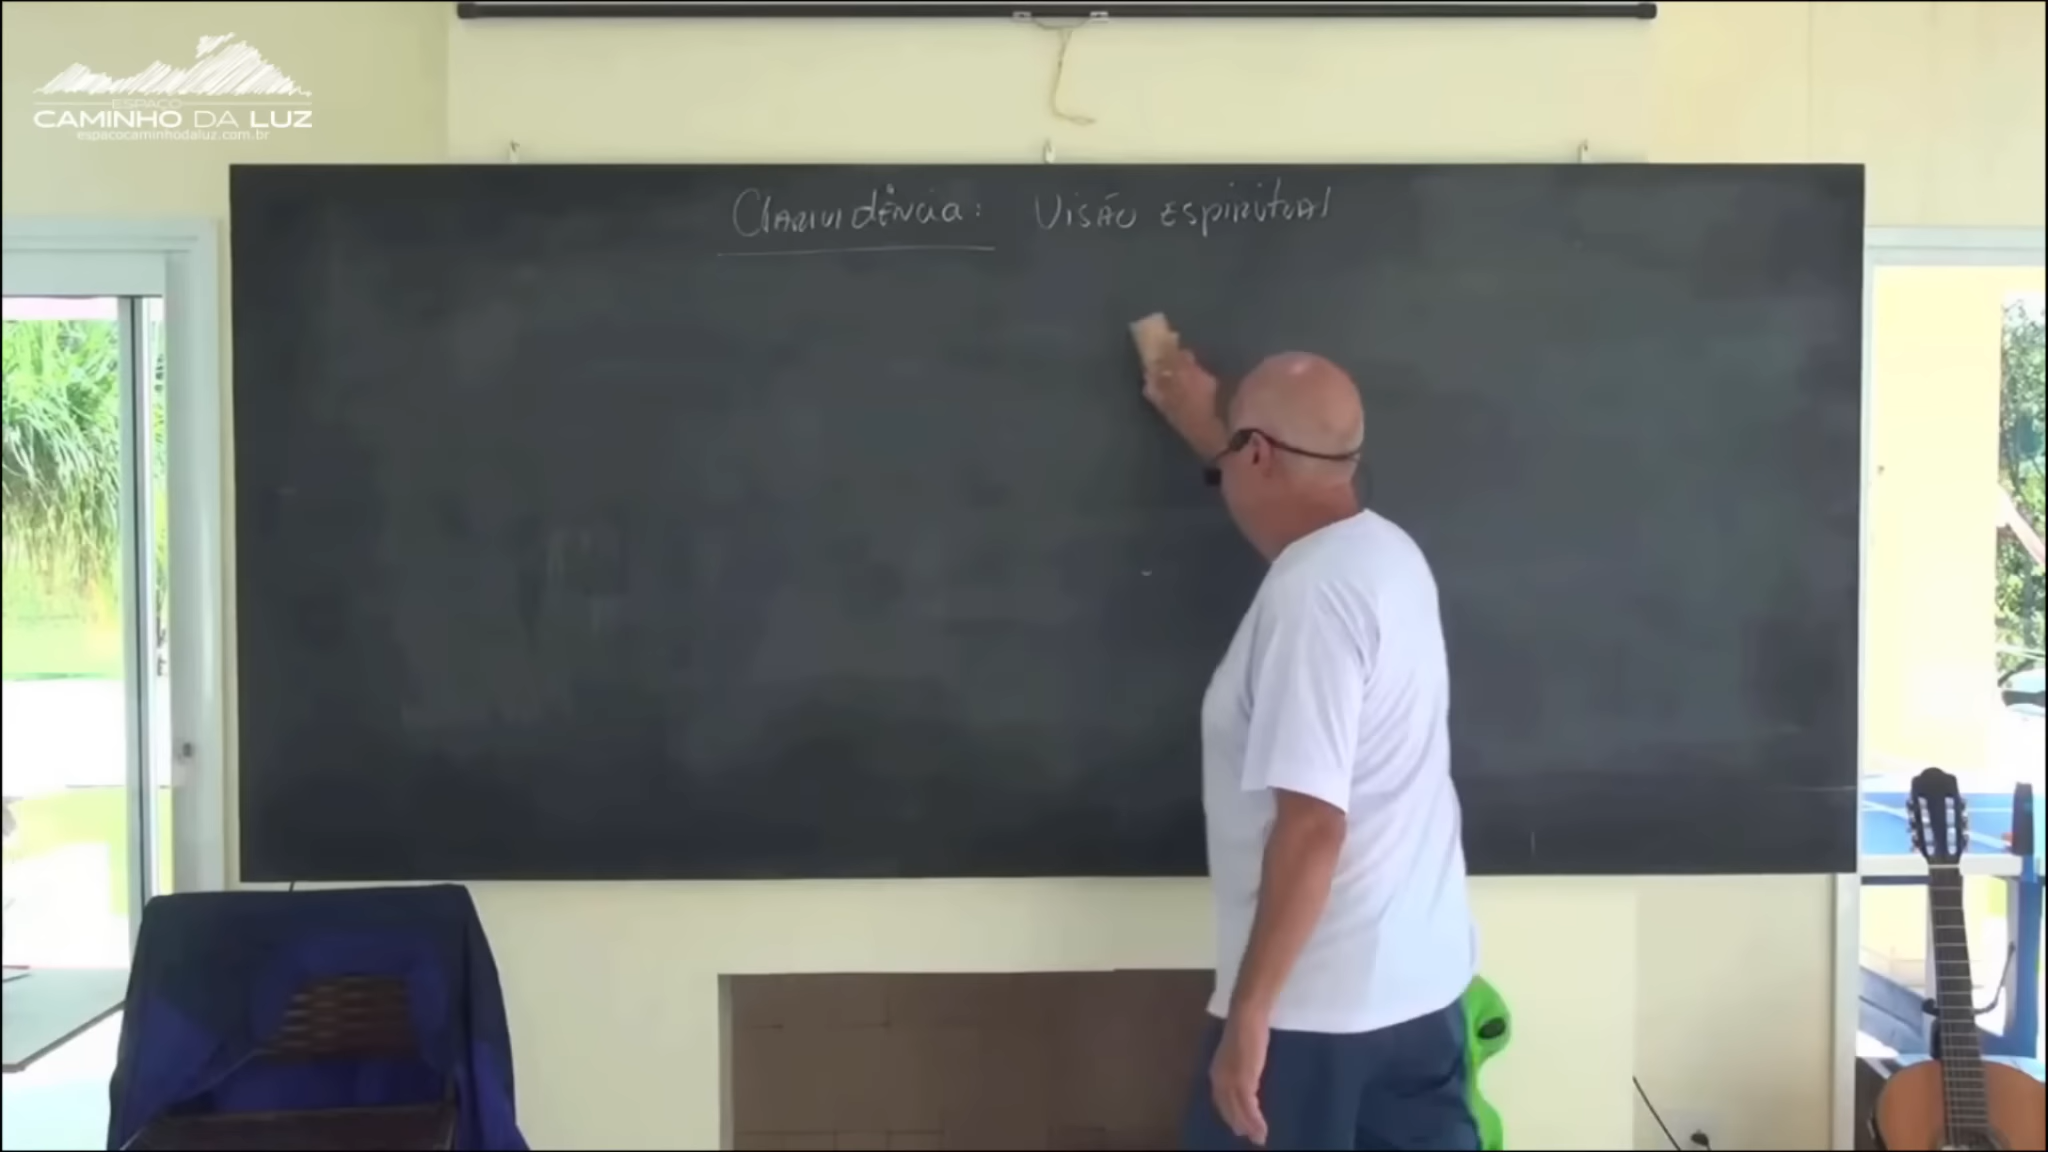 ESPAÇO
CAMINHO DA LUZ
espacocaminhodaluz.com.br
Clarividência: Visão espiritual